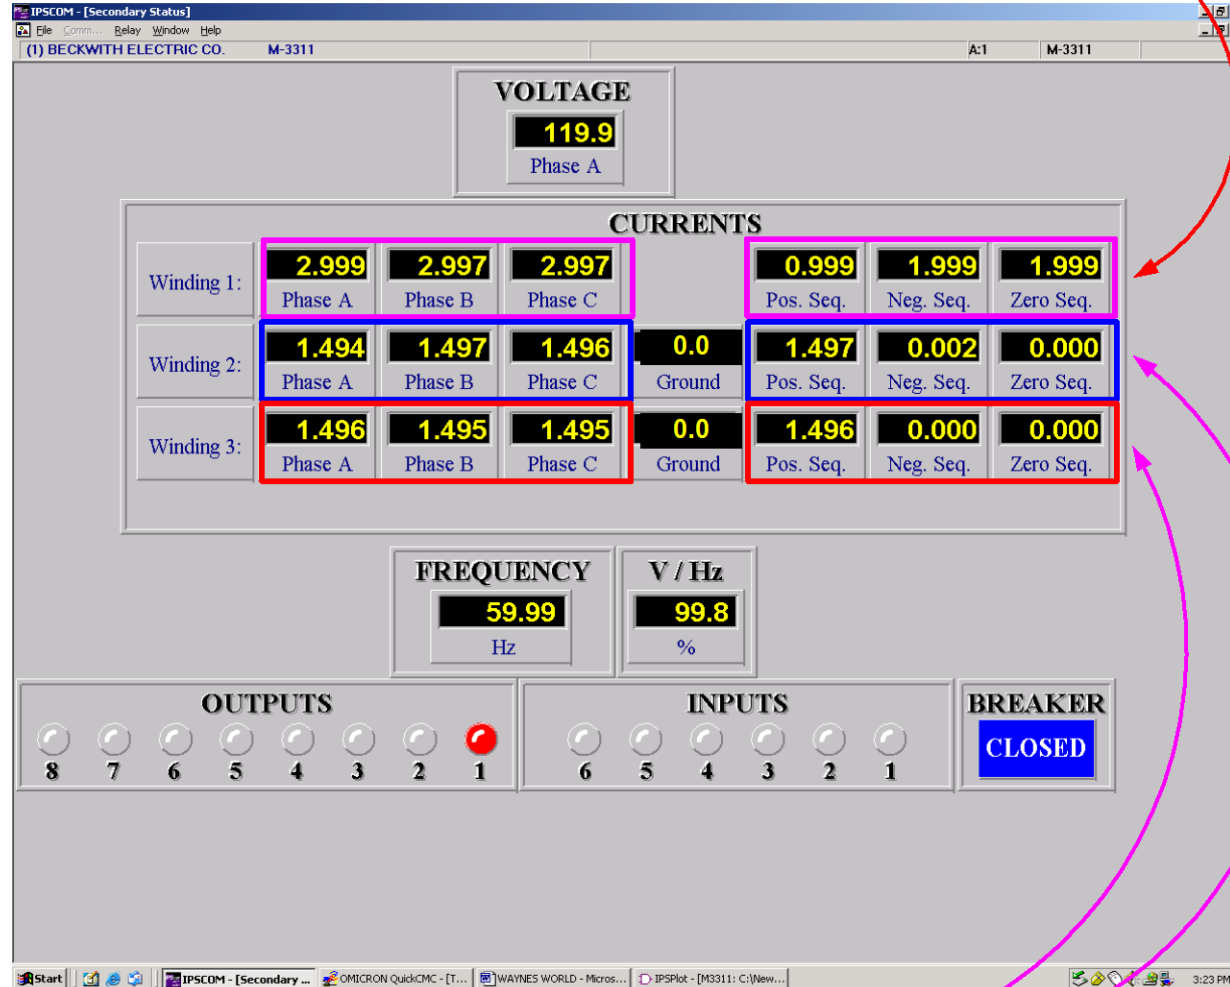 IPSCOM - [Secondary Status]
File Comm... Relay Window Help
(1) BECKWITH ELECTRIC CO. M-3311 A:1 M-3311
VOLTAGE
119.9
Phase A
CURRENTS
Winding 1: 2.999 2.997 2.997 0.999 1.999 1.999
Phase A Phase B Phase C Pos. Seq. Neg. Seq. Zero Seq.
Winding 2: 1.494 1.497 1.496 0.0 1.497 0.002 0.000
Phase A Phase B Phase C Ground Pos. Seq. Neg. Seq. Zero Seq.
Winding 3: 1.496 1.495 1.495 0.0 1.496 0.000 0.000
Phase A Phase B Phase C Ground Pos. Seq. Neg. Seq. Zero Seq.
FREQUENCY V / Hz
59.99 99.8
Hz %
OUTPUTS INPUTS BREAKER
CLOSED
8 7 6 5 4 3 2 1 6 5 4 3 2 1
Start IPSCOM - [Secondary ... OMICRON QuickCMC - [T... WAYNES WORLD - Micros... IPSPlot - [M3311: C:\New... 3:23 PM